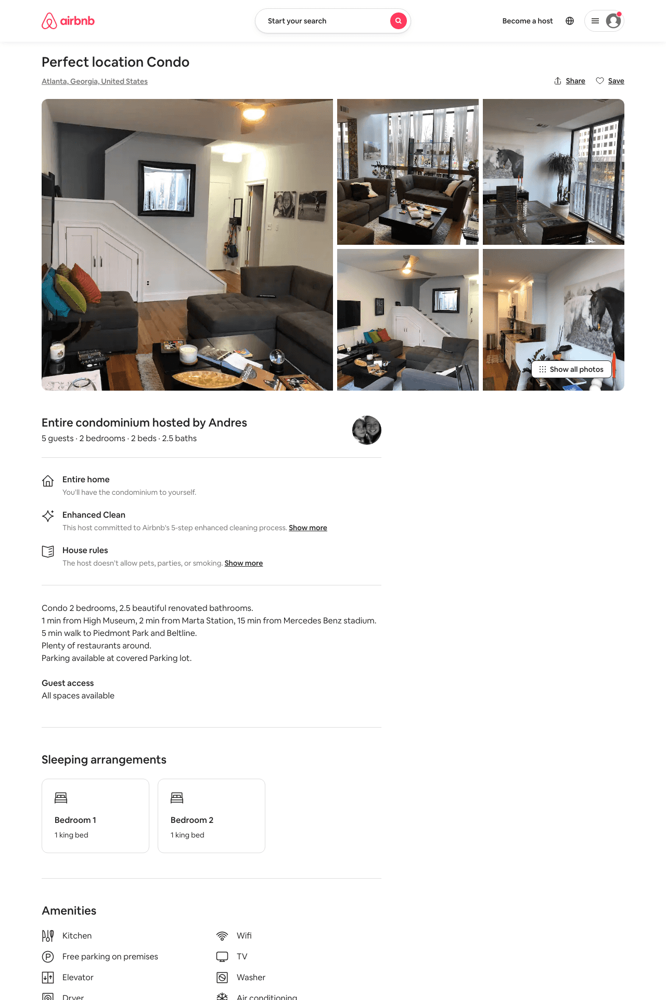 airbnb
Start your search
Become a host
Perfect location Condo
Atlanta, Georgia, United States
Share
Save
Show all photos
Entire condominium hosted by Andres
5 guests · 2 bedrooms · 2 beds · 2.5 baths
Entire home
You’ll have the condominium to yourself.
Enhanced Clean
This host committed to Airbnb's 5-step enhanced cleaning process. Show more
House rules
The host doesn’t allow pets, parties, or smoking. Show more
Condo 2 bedrooms, 2.5 beautiful renovated bathrooms.
1 min from High Museum, 2 min from Marta Station, 15 min from Mercedes Benz stadium.
5 min walk to Piedmont Park and Beltline.
Plenty of restaurants around.
Parking available at covered Parking lot.
Guest access
All spaces available
Sleeping arrangements
Bedroom 1
1 king bed
Bedroom 2
1 king bed
Amenities
Kitchen
Wifi
Free parking on premises
TV
Elevator
Washer
Dryer
Air conditioning